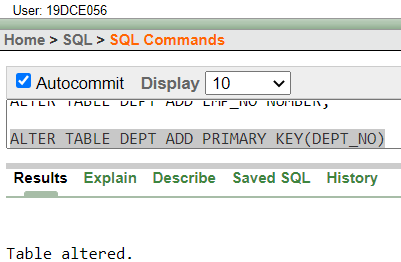 User: 19DCE056
Home > SQL > SQL Commands
Autocommit Display 10
ALTER TABLE DEPT ADD EMP_NO NUMBER;
ALTER TABLE DEPT ADD PRIMARY KEY(DEPT_NO)
Results Explain Describe Saved SQL History
Table altered.